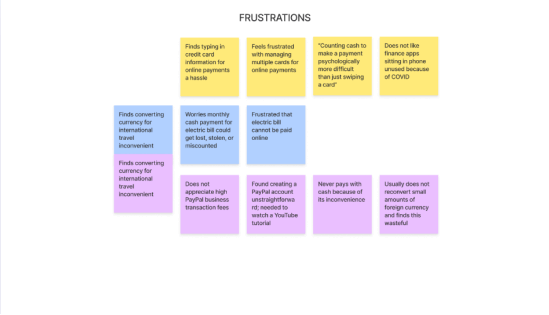 FRUSTRATIONS
Finds typing in
credit card
information for
online payments
a hassle
Feels frustrated
with managing
multiple cards for
online payments
"Counting cash to
make a payment
psychologically
more difficult
than just swiping
a card"
Does not like
finance apps
sitting in phone
unused because
of COVID
Finds converting
currency for
international
travel
inconvenient
Worries monthly
cash payment for
electric bill could
get lost, stolen, or
miscounted
Frustrated that
electric bill
cannot be paid
online
Finds converting
currency for
international
travel
inconvenient
Does not
appreciate high
PayPal business
transaction fees
Found creating a
PayPal account
unstraightforwa
rd; needed to
watch a YouTube
tutorial
Never pays with
cash because of
its inconvenience
Usually does not
reconvert small
amounts of
foreign currency
and finds this
wasteful